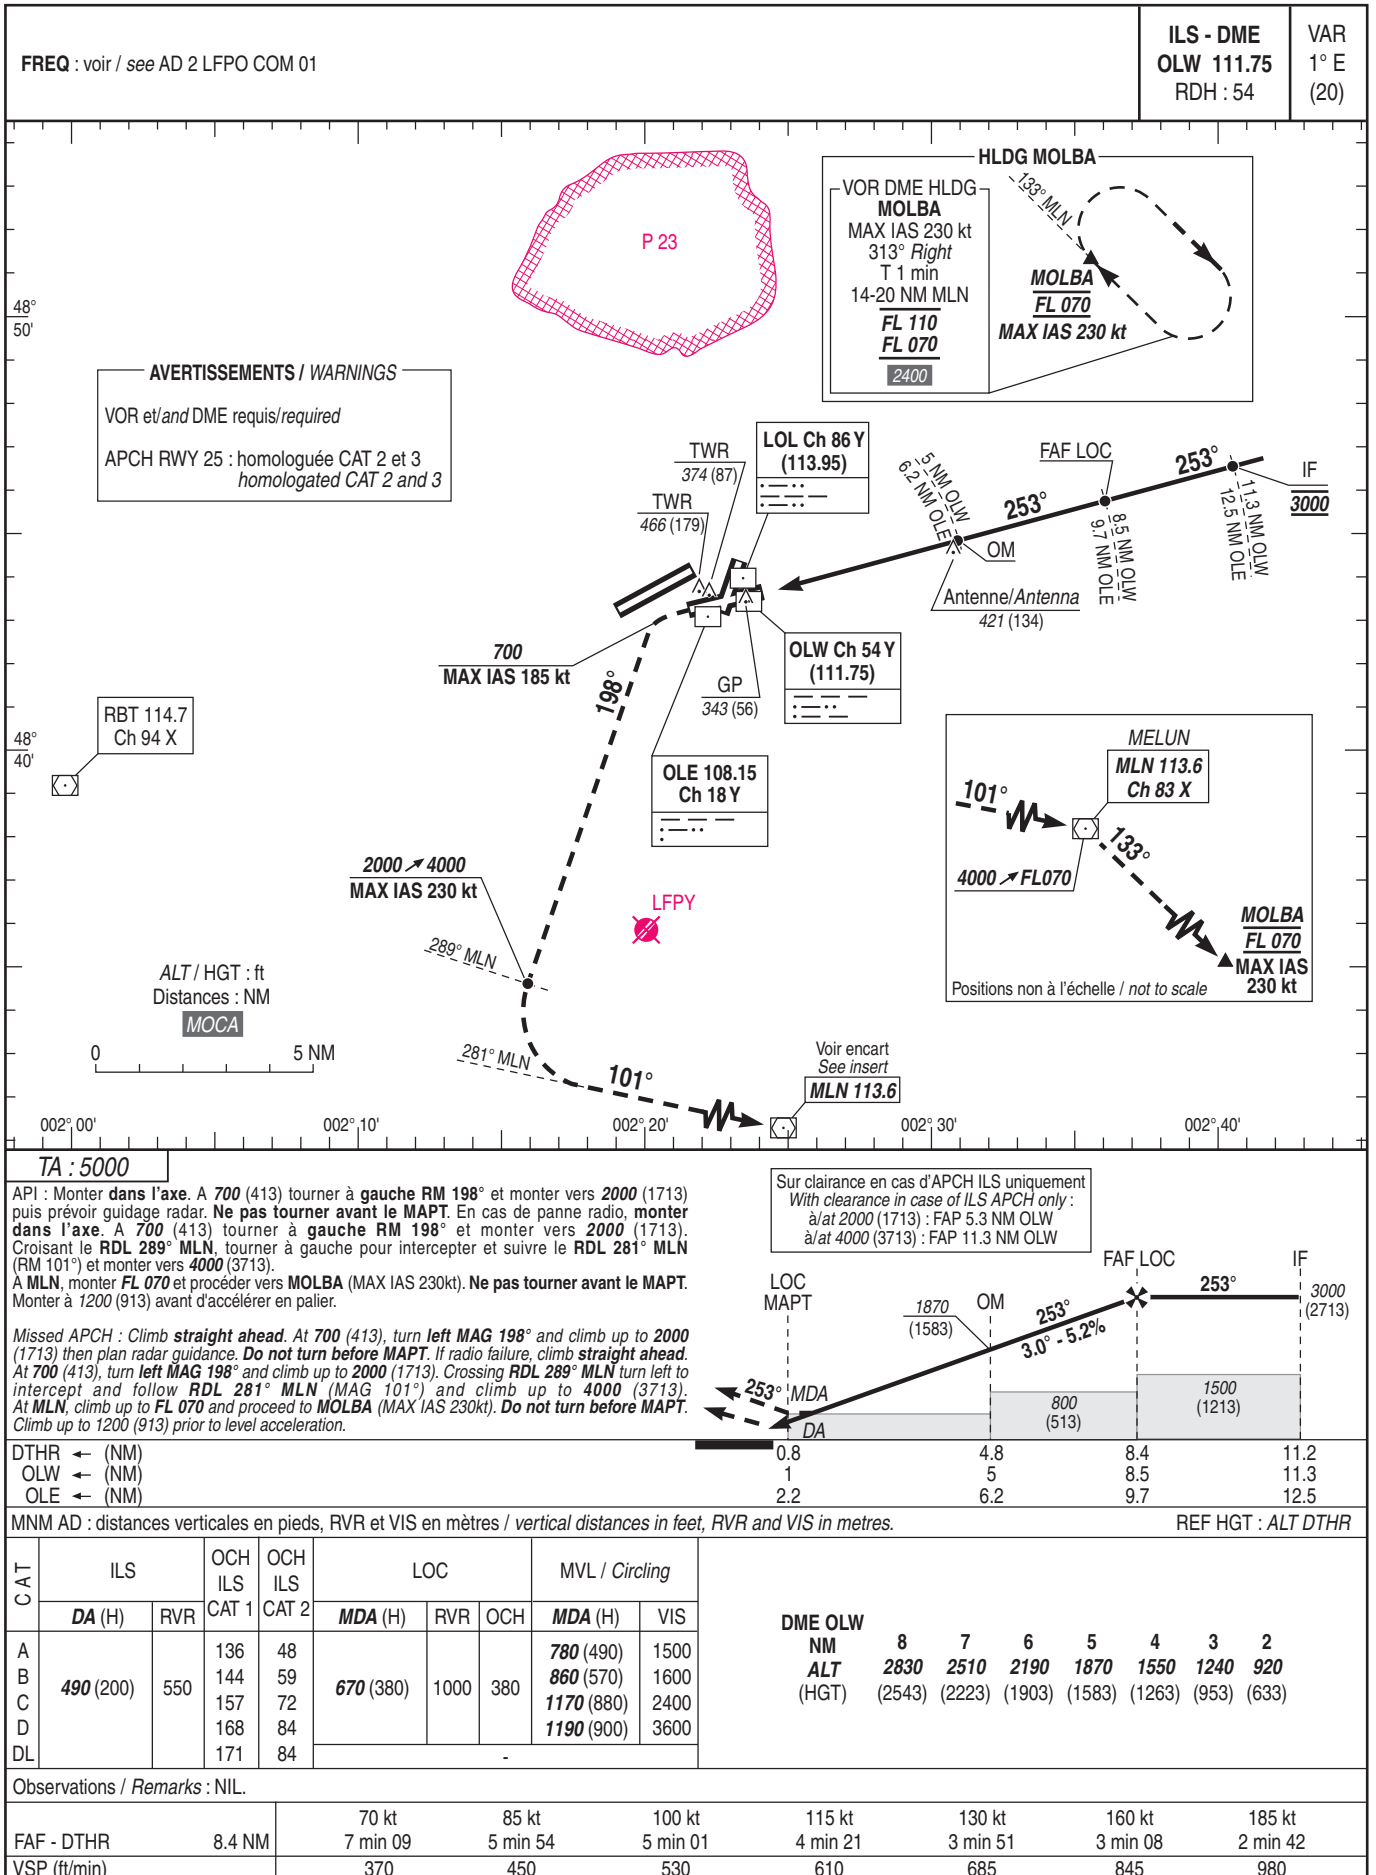 FREQ : voir / see AD 2 LFPO COM 01
ILS - DME
OLW 111.75
RDH : 54
VAR
1° E
(20)
P 23
HLDG MOLBA
VOR DME HLDG
MOLBA
MAX IAS 230 kt
313° Right
T 1 min
14-20 NM MLN
FL 110
FL 070
2400
133° MLN
MOLBA
FL 070
MAX IAS 230 kt
48°
50'
AVERTISSEMENTS / WARNINGS
VOR et/and DME requis/required
APCH RWY 25 : homologuée CAT 2 et 3
homologated CAT 2 and 3
TWR
374 (87)
TWR
466 (179)
LOL Ch 86 Y
(113.95)
5 NM OLW
6.2 NM OLE
FAF LOC
253°
253°
IF
3000
11.3 NM OLW
12.5 NM OLE
8.5 NM OLW
9.7 NM OLE
OM
Antenne/Antenna
421 (134)
700
MAX IAS 185 kt
198°
GP
343 (56)
OLW Ch 54 Y
(111.75)
RBT 114.7
Ch 94 X
48°
40'
OLE 108.15
Ch 18 Y
MELUN
MLN 113.6
Ch 83 X
101°
133°
4000 ↗ FL070
MOLBA
FL 070
MAX IAS
230 kt
Positions non à l'échelle / not to scale
2000 ↗ 4000
MAX IAS 230 kt
LFPY
289° MLN
ALT / HGT : ft
Distances : NM
MOCA
0 5 NM
281° MLN
101°
Voir encart
See insert
MLN 113.6
002° 00' 002° 10' 002° 20' 002° 30' 002° 40'
TA : 5000
API : Monter dans l'axe. A 700 (413) tourner à gauche RM 198° et monter vers 2000 (1713)
puis prévoir guidage radar. Ne pas tourner avant le MAPT. En cas de panne radio, monter
dans l'axe. A 700 (413) tourner à gauche RM 198° et monter vers 2000 (1713).
Croisant le RDL 289° MLN, tourner à gauche pour intercepter et suivre le RDL 281° MLN
(RM 101°) et monter vers 4000 (3713).
A MLN, monter FL 070 et procéder vers MOLBA (MAX IAS 230kt). Ne pas tourner avant le MAPT.
Monter à 1200 (913) avant d'accélérer en palier.
Missed APCH : Climb straight ahead. At 700 (413), turn left MAG 198° and climb up to 2000
(1713) then plan radar guidance. Do not turn before MAPT. If radio failure, climb straight ahead.
At 700 (413), turn left MAG 198° and climb up to 2000 (1713). Crossing RDL 289° MLN turn left to
intercept and follow RDL 281° MLN (MAG 101°) and climb up to 4000 (3713).
At MLN, climb up to FL 070 and proceed to MOLBA (MAX IAS 230kt). Do not turn before MAPT.
Climb up to 1200 (913) prior to level acceleration.
Sur clairance en cas d'APCH ILS uniquement
With clearance in case of ILS APCH only :
à/at 2000 (1713) : FAP 5.3 NM OLW
à/at 4000 (3713) : FAP 11.3 NM OLW
LOC
MAPT
1870
(1583)
OM
FAF LOC
IF
253°
3.0° - 5.2%
253°
3000
(2713)
253°
MDA
DA
800
(513)
1500
(1213)
DTHR ← (NM) 0.8 4.8 8.4 11.2
OLW ← (NM) 1 5 8.5 11.3
OLE ← (NM) 2.2 6.2 9.7 12.5
MNM AD : distances verticales en pieds, RVR et VIS en mètres / vertical distances in feet, RVR and VIS in metres. REF HGT : ALT DTHR
CAT
ILS
OCH
ILS
CAT 1
OCH
ILS
CAT 2
LOC
MVL / Circling
DA (H) RVR MDA (H) RVR OCH MDA (H) VIS
A 136 48 780 (490) 1500
B 144 59 860 (570) 1600
490 (200) 550 670 (380) 1000 380
C 157 72 1170 (880) 2400
D 168 84 1190 (900) 3600
DL 171 84 -
DME OLW
NM 8 7 6 5 4 3 2
ALT 2830 2510 2190 1870 1550 1240 920
(HGT) (2543) (2223) (1903) (1583) (1263) (953) (633)
Observations / Remarks : NIL.
70 kt 85 kt 100 kt 115 kt 130 kt 160 kt 185 kt
FAF - DTHR 8.4 NM 7 min 09 5 min 54 5 min 01 4 min 21 3 min 51 3 min 08 2 min 42
VSP (ft/min) 370 450 530 610 685 845 980